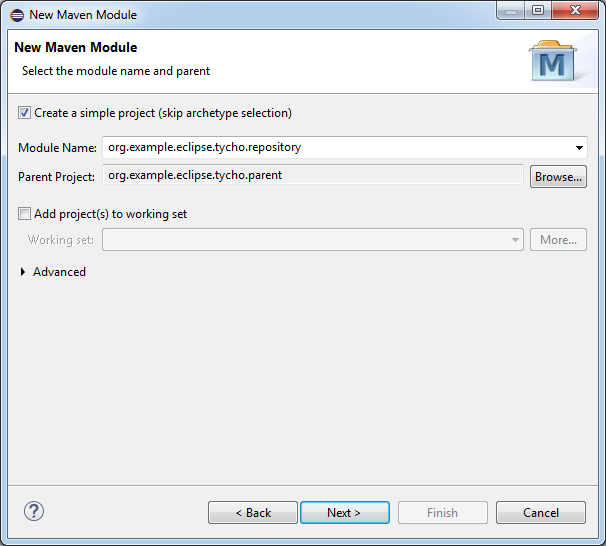 New Maven Module
New Maven Module
Select the module name and parent
M
Create a simple project (skip archetype selection)
Module Name: org.example.eclipse.tycho.repository
Parent Project: org.example.eclipse.tycho.parent Browse...
Add project(s) to working set
Working set: More...
Advanced
? < Back Next > Finish Cancel